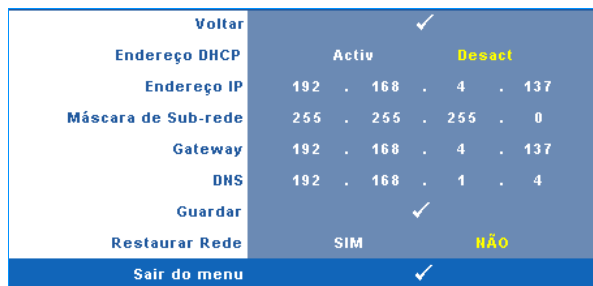 Voltar ✓
Endereço DHCP Activ Desact
Endereço IP 192 . 168 . 4 . 137
Máscara de Sub-rede 255 . 255 . 255 . 0
Gateway 192 . 168 . 4 . 137
DNS 192 . 168 . 1 . 4
Guardar ✓
Restaurar Rede SIM NÃO
Sair do menu ✓